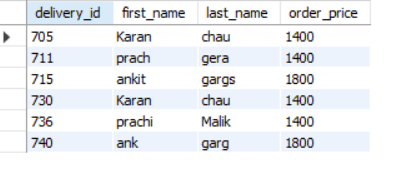 delivery_id first_name last_name order_price
705 Karan chau 1400
711 prach gera 1400
715 ankit gargs 1800
730 Karan chau 1400
736 prachi Malik 1400
740 ank garg 1800